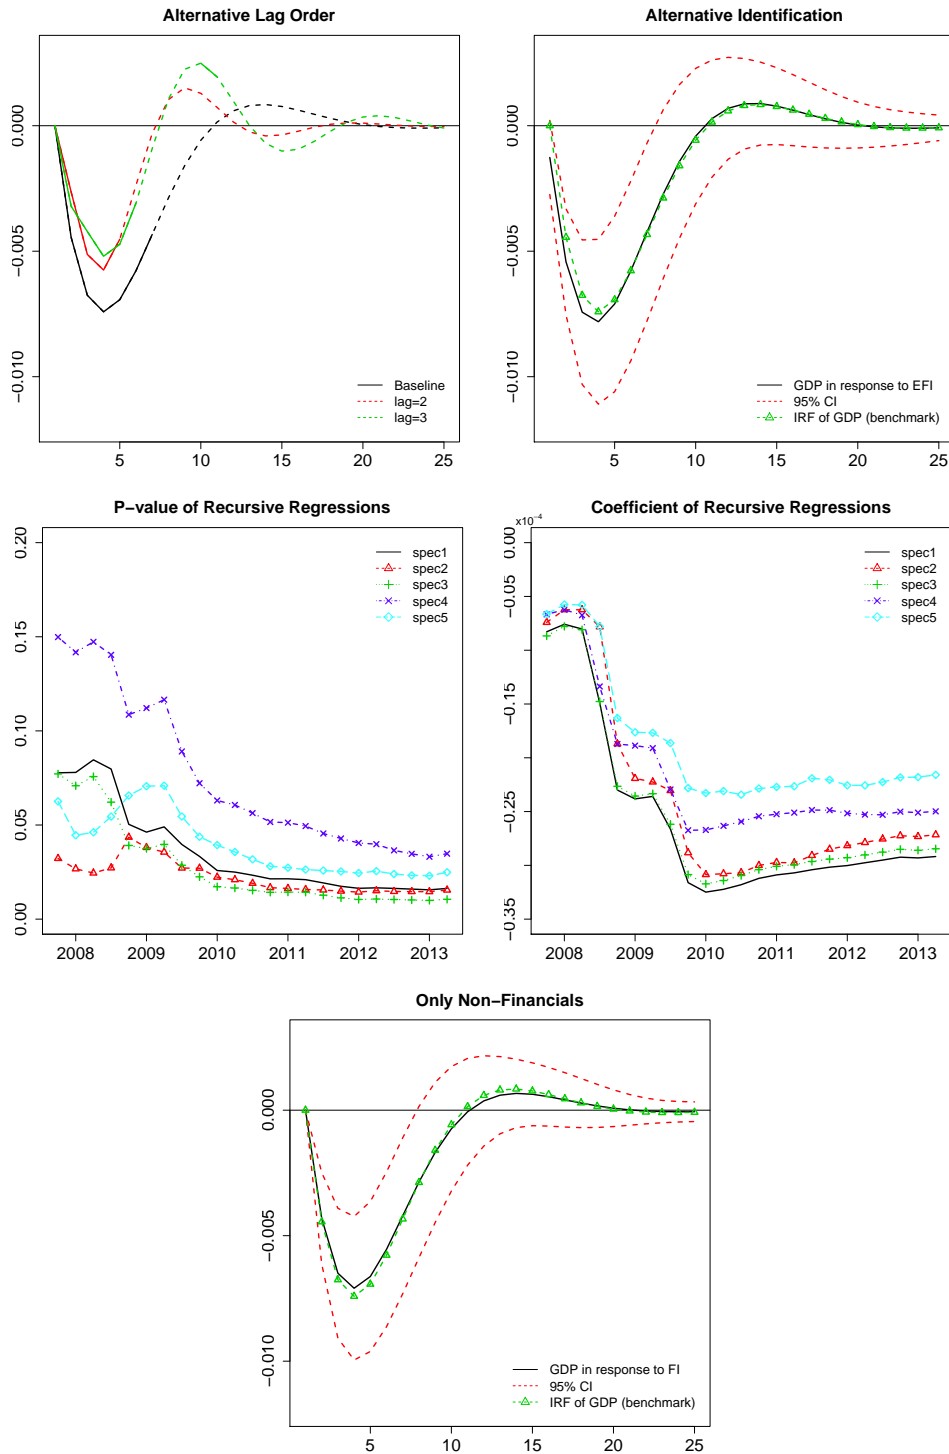 Alternative Lag Order
0.000
−0.005
−0.010
Baseline
lag=2
lag=3
5 10 15 20 25
Alternative Identification
0.000
−0.005
−0.010
GDP in response to EFI
95% CI
IRF of GDP (benchmark)
5 10 15 20 25
P−value of Recursive Regressions
0.20
0.15
0.10
0.05
0.00
spec1
spec2
spec3
spec4
spec5
2008 2009 2010 2011 2012 2013
Coefficient of Recursive Regressions
x10^−4
0.00
−0.05
−0.15
−0.25
−0.35
spec1
spec2
spec3
spec4
spec5
2008 2009 2010 2011 2012 2013
Only Non−Financials
0.000
−0.005
−0.010
GDP in response to FI
95% CI
IRF of GDP (benchmark)
5 10 15 20 25